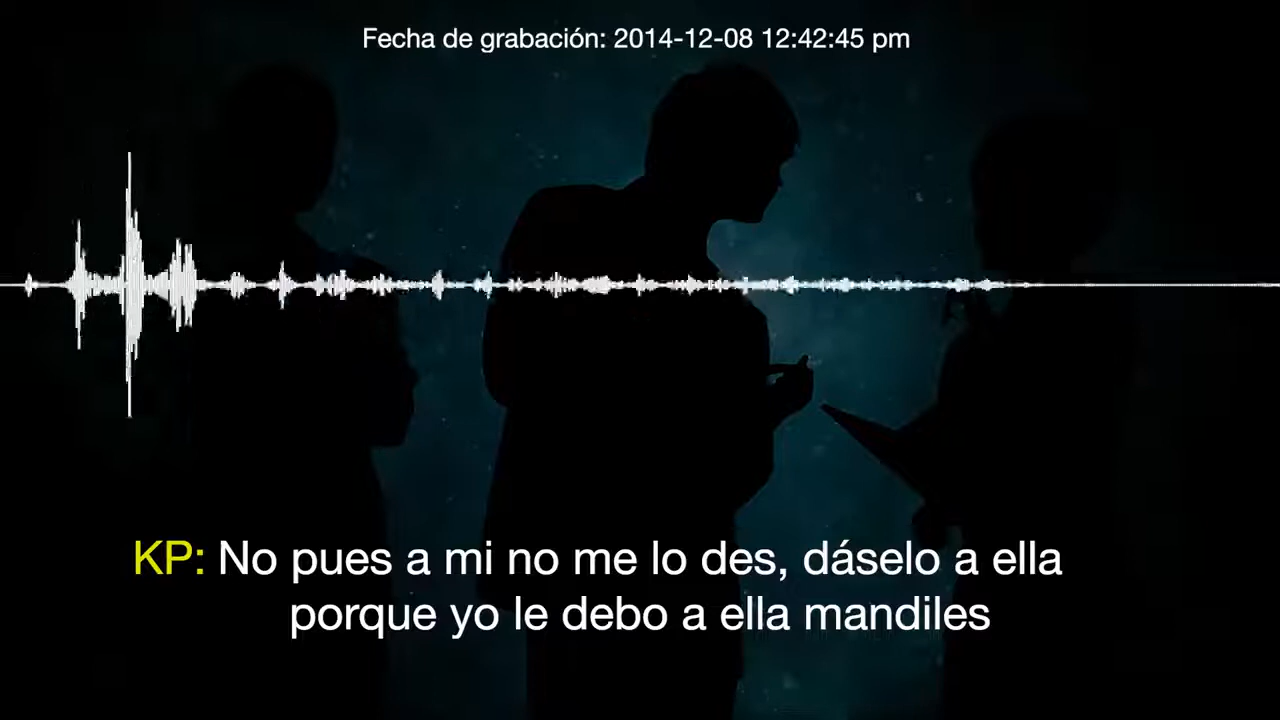 Fecha de grabación: 2014-12-08 12:42:45 pm
KP: No pues a mi no me lo des, dáselo a ella
porque yo le debo a ella mandiles